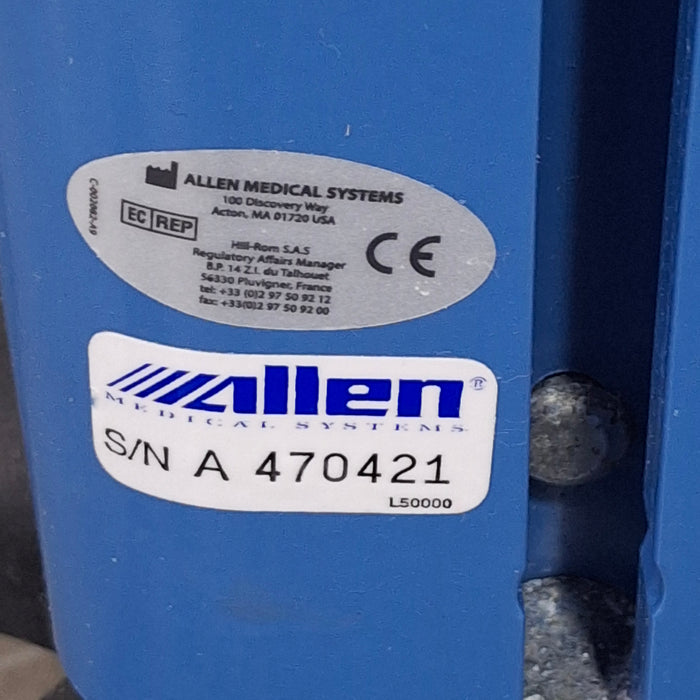 ALLEN MEDICAL SYSTEMS
100 Discovery Way
Acton, MA 01720 USA
EC REP
Hill-Rom S.A.S
Regulatory Affairs Manager
B.P. 14 Z.I. du Talhouet
56330 Pluvigner, France
tel: +33 (0)2 97 50 92 12
fax: +33(0)2 97 50 92 00
CE
Allen®
MEDICAL SYSTEMS
S/N A 470421
L50000